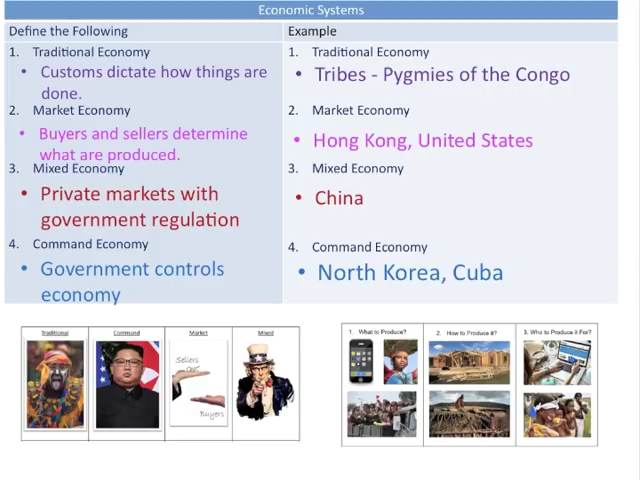 Economic Systems
Define the Following
1. Traditional Economy
• Customs dictate how things are
done.
2. Market Economy
• Buyers and sellers determine
what are produced.
3. Mixed Economy
• Private markets with
government regulation
4. Command Economy
• Government controls
economy
Example
1. Traditional Economy
• Tribes - Pygmies of the Congo
2. Market Economy
• Hong Kong, United States
3. Mixed Economy
• China
4. Command Economy
• North Korea, Cuba
Traditional
Command
Market
Mixed
Sellers
Buyers
1. What to Produce?
2. How to Produce it?
3. Who to Produce it For?